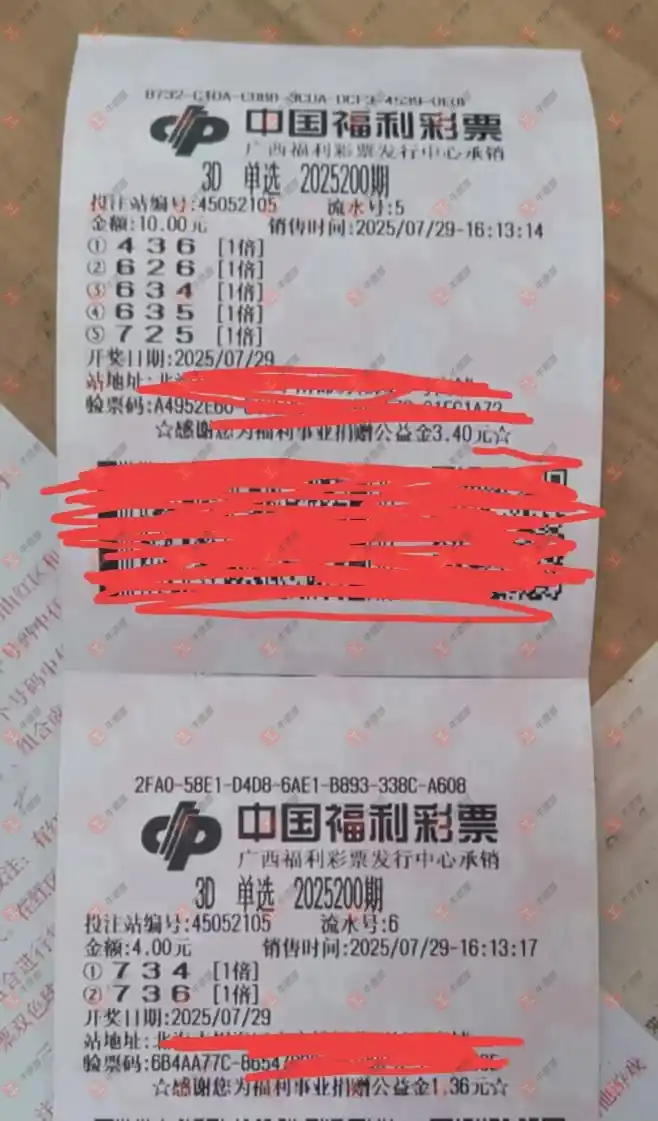 中国福利彩票
广西福利彩票发行中心承销
3D 单选 2025200期
投注站编号:45052105 流水号:5
金额:10.00元 销售时间:2025/07/29-16:13:14
① 4 3 6 [1倍]
② 6 2 6 [1倍]
③ 6 3 4 [1倍]
④ 6 3 5 [1倍]
⑤ 7 2 5 [1倍]
开奖日期:2025/07/29
站地址:北
验票码:A4952E60
☆感谢您为福利事业捐赠公益金3.40元☆
2FA0-58E1-D4D8-6AE1-B893-338C-A608
中国福利彩票
广西福利彩票发行中心承销
3D 单选 2025200期
投注站编号:45052105 流水号:6
金额:4.00元 销售时间:2025/07/29-16:13:17
① 7 3 4 [1倍]
② 7 3 6 [1倍]
开奖日期:2025/07/29
站地址:北
验票码:6B4AA77C-B654
☆感谢您为福利事业捐赠公益金1.36元☆